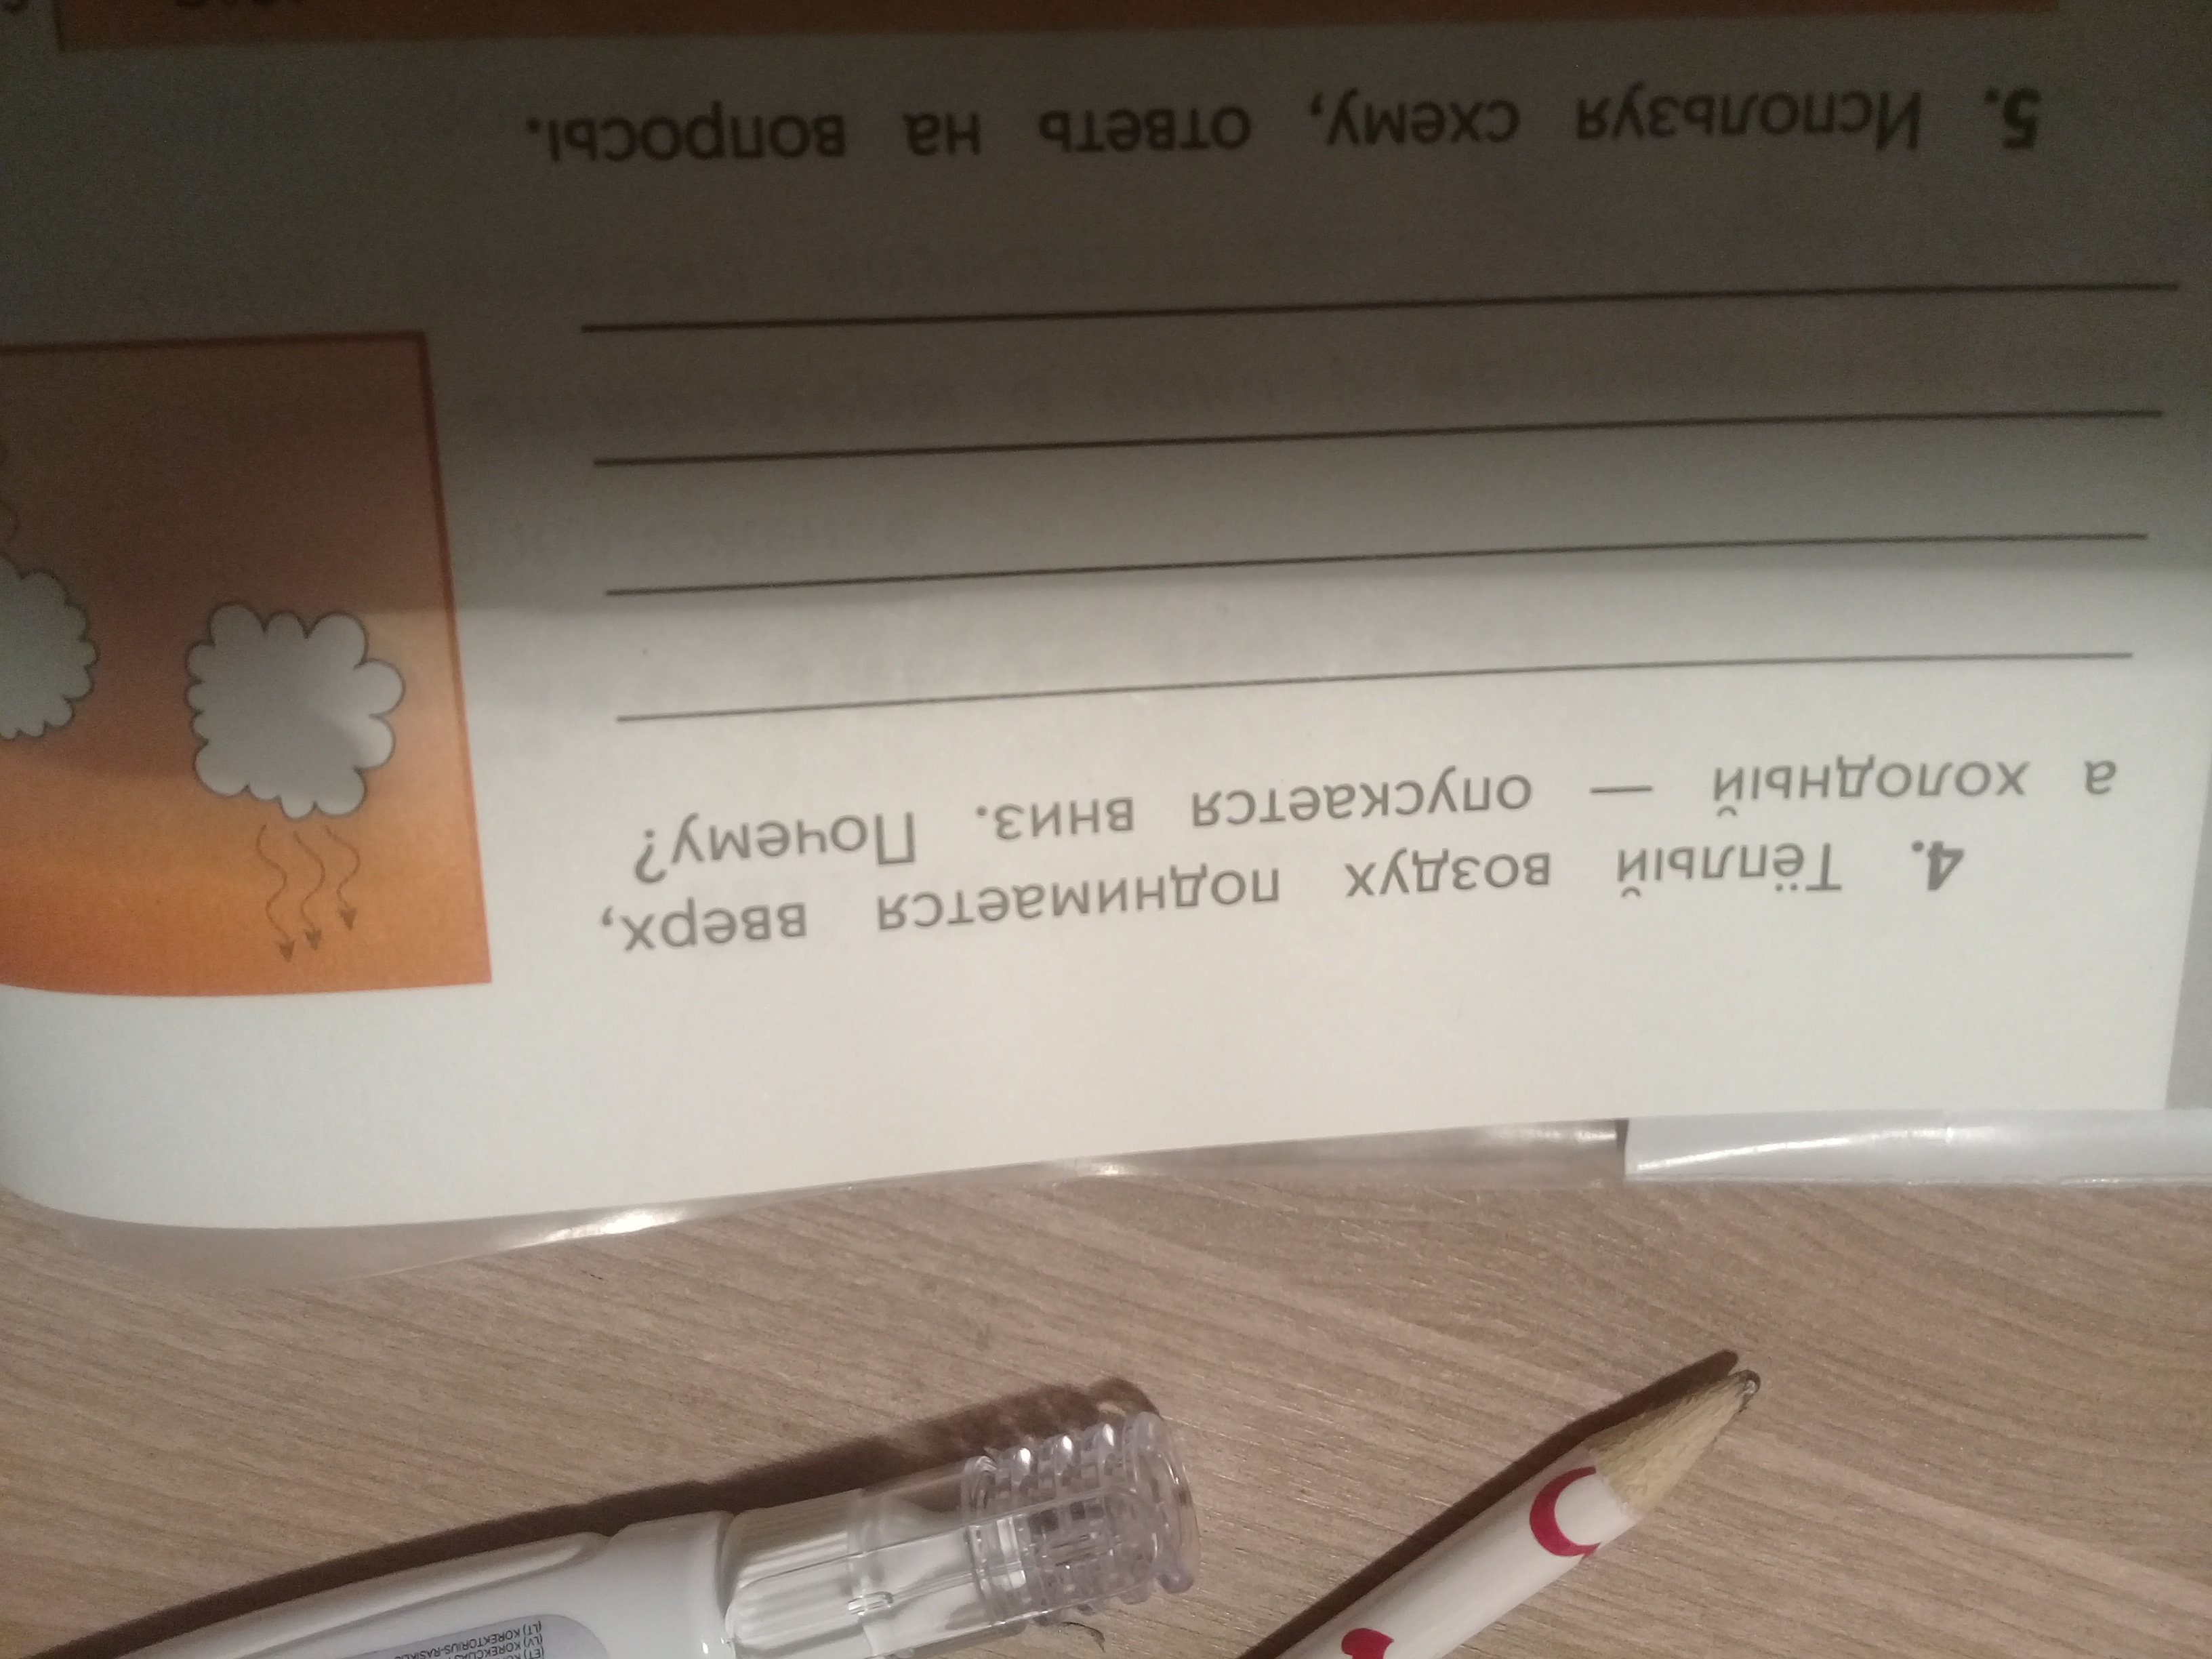 4. Тёплый воздух поднимается вверх,
а холодный — опускается вниз. Почему?
5. Используя схему, ответь на вопросы.